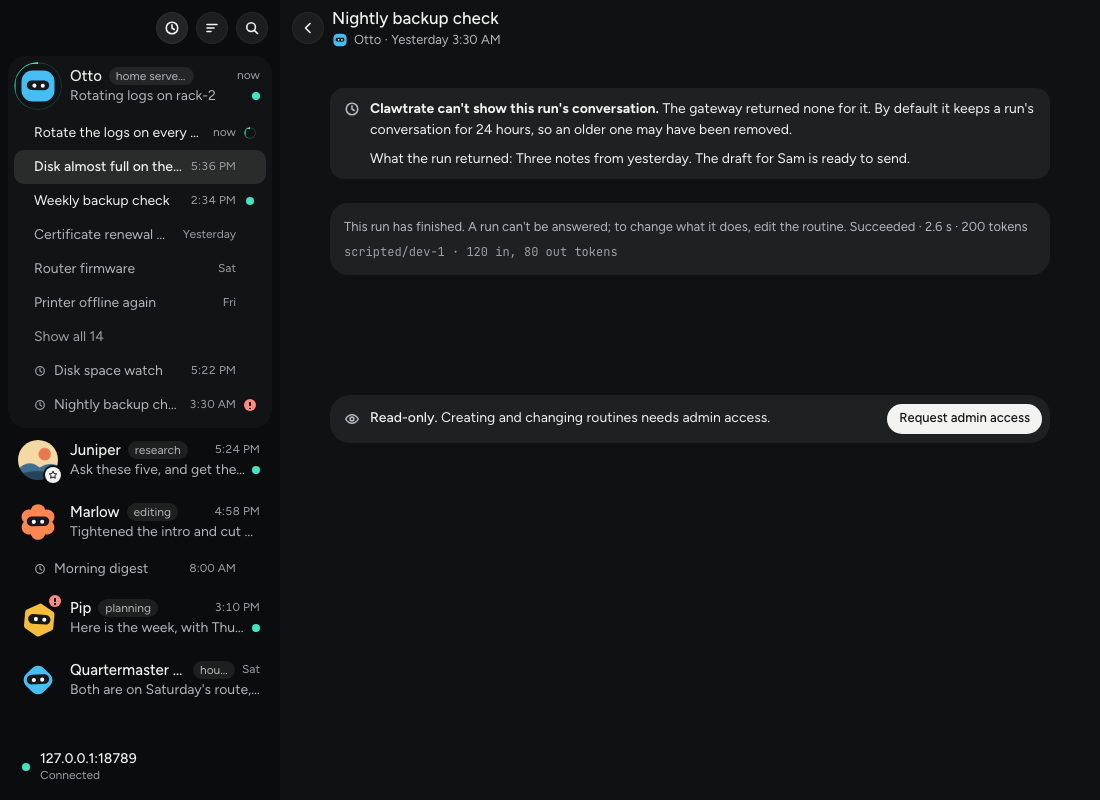 Otto home serve... now
Rotating logs on rack-2
Rotate the logs on every ... now
Disk almost full on the... 5:36 PM
Weekly backup check 2:34 PM
Certificate renewal ... Yesterday
Router firmware Sat
Printer offline again Fri
Show all 14
Disk space watch 5:22 PM
Nightly backup ch... 3:30 AM
Juniper research 5:24 PM
Ask these five, and get the...
Marlow editing 4:58 PM
Tightened the intro and cut ...
Morning digest 8:00 AM
Pip planning 3:10 PM
Here is the week, with Thu...
Quartermaster ... hou... Sat
Both are on Saturday's route,...
127.0.0.1:18789
Connected
Nightly backup check
Otto · Yesterday 3:30 AM
Clawtrate can't show this run's conversation. The gateway returned none for it. By default it keeps a run's
conversation for 24 hours, so an older one may have been removed.
What the run returned: Three notes from yesterday. The draft for Sam is ready to send.
This run has finished. A run can't be answered; to change what it does, edit the routine. Succeeded · 2.6 s · 200 tokens
scripted/dev-1 · 120 in, 80 out tokens
Read-only. Creating and changing routines needs admin access. Request admin access